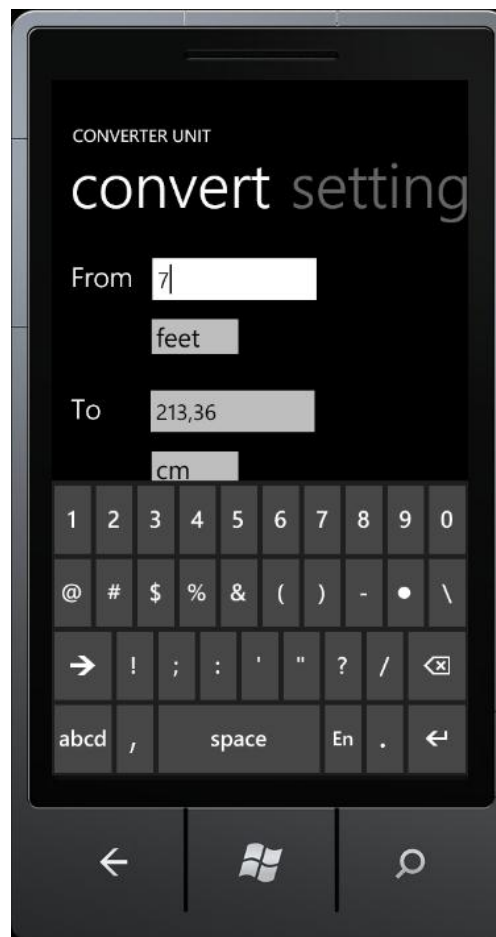 CONVERTER UNIT
convert setting
From 7
feet
To 213,36
cm
1 2 3 4 5 6 7 8 9 0
@ # $ % & ( ) - ● \
→ ! ; : ' " ? /
abcd , space En .